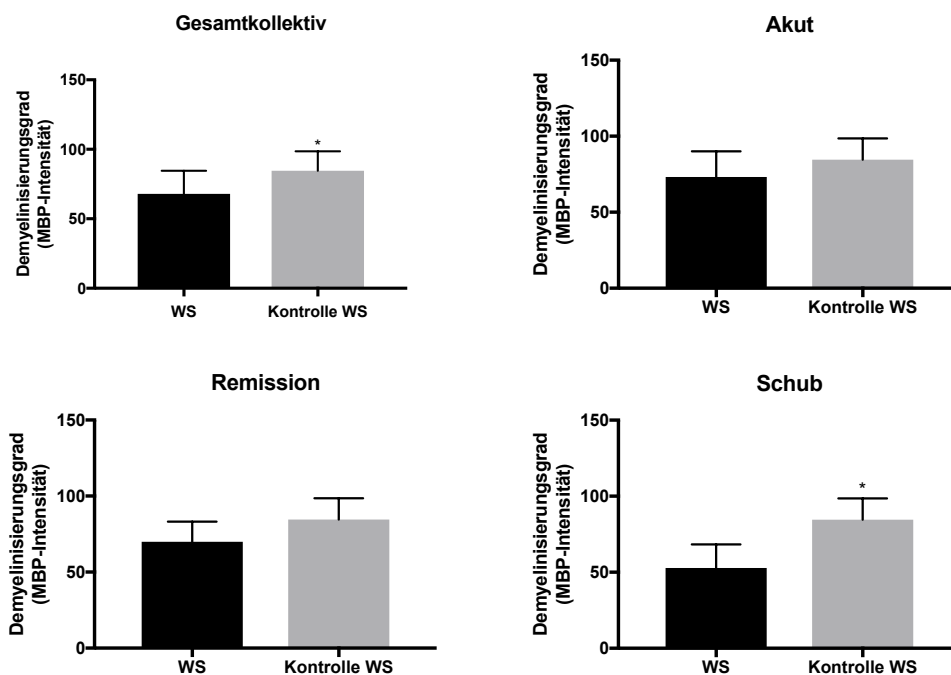 Gesamtkollektiv
Demyelinisierungsgrad
(MBP-Intensität)
150
100
50
0
*
WS
Kontrolle WS
Akut
Demyelinisierungsgrad
(MBP-Intensität)
150
100
50
0
WS
Kontrolle WS
Remission
Demyelinisierungsgrad
(MBP-Intensität)
150
100
50
0
WS
Kontrolle WS
Schub
Demyelinisierungsgrad
(MBP-Intensität)
150
100
50
0
*
WS
Kontrolle WS